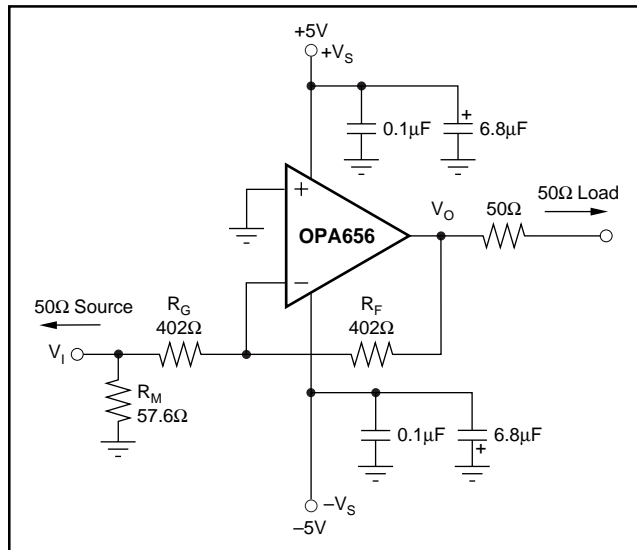 +5V
+V_S
+
0.1μF
6.8μF
+
OPA656
−
V_O
50Ω
50Ω Load
50Ω Source
R_G
402Ω
R_F
402Ω
V_I
R_M
57.6Ω
0.1μF
6.8μF
+
−V_S
−5V